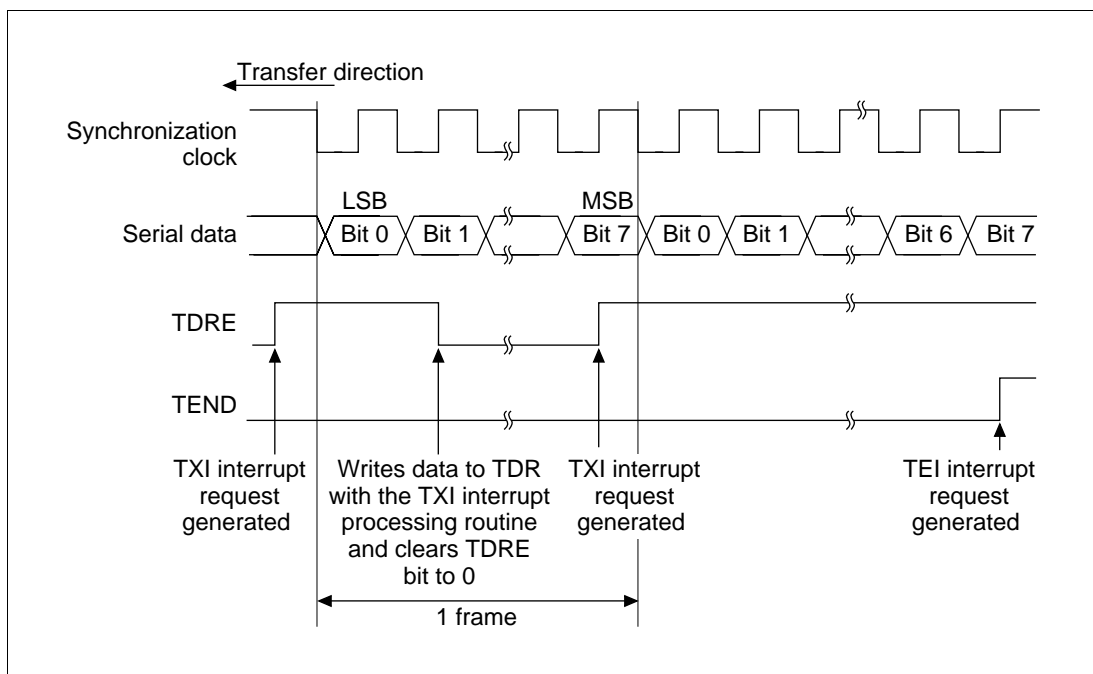 Transfer direction
Synchronization
clock
LSB
MSB
Serial data
Bit 0
Bit 1
Bit 7
Bit 0
Bit 1
Bit 6
Bit 7
TDRE
TEND
TXI interrupt
request
generated
Writes data to TDR
with the TXI interrupt
processing routine
and clears TDRE
bit to 0
TXI interrupt
request
generated
TEI interrupt
request
generated
1 frame